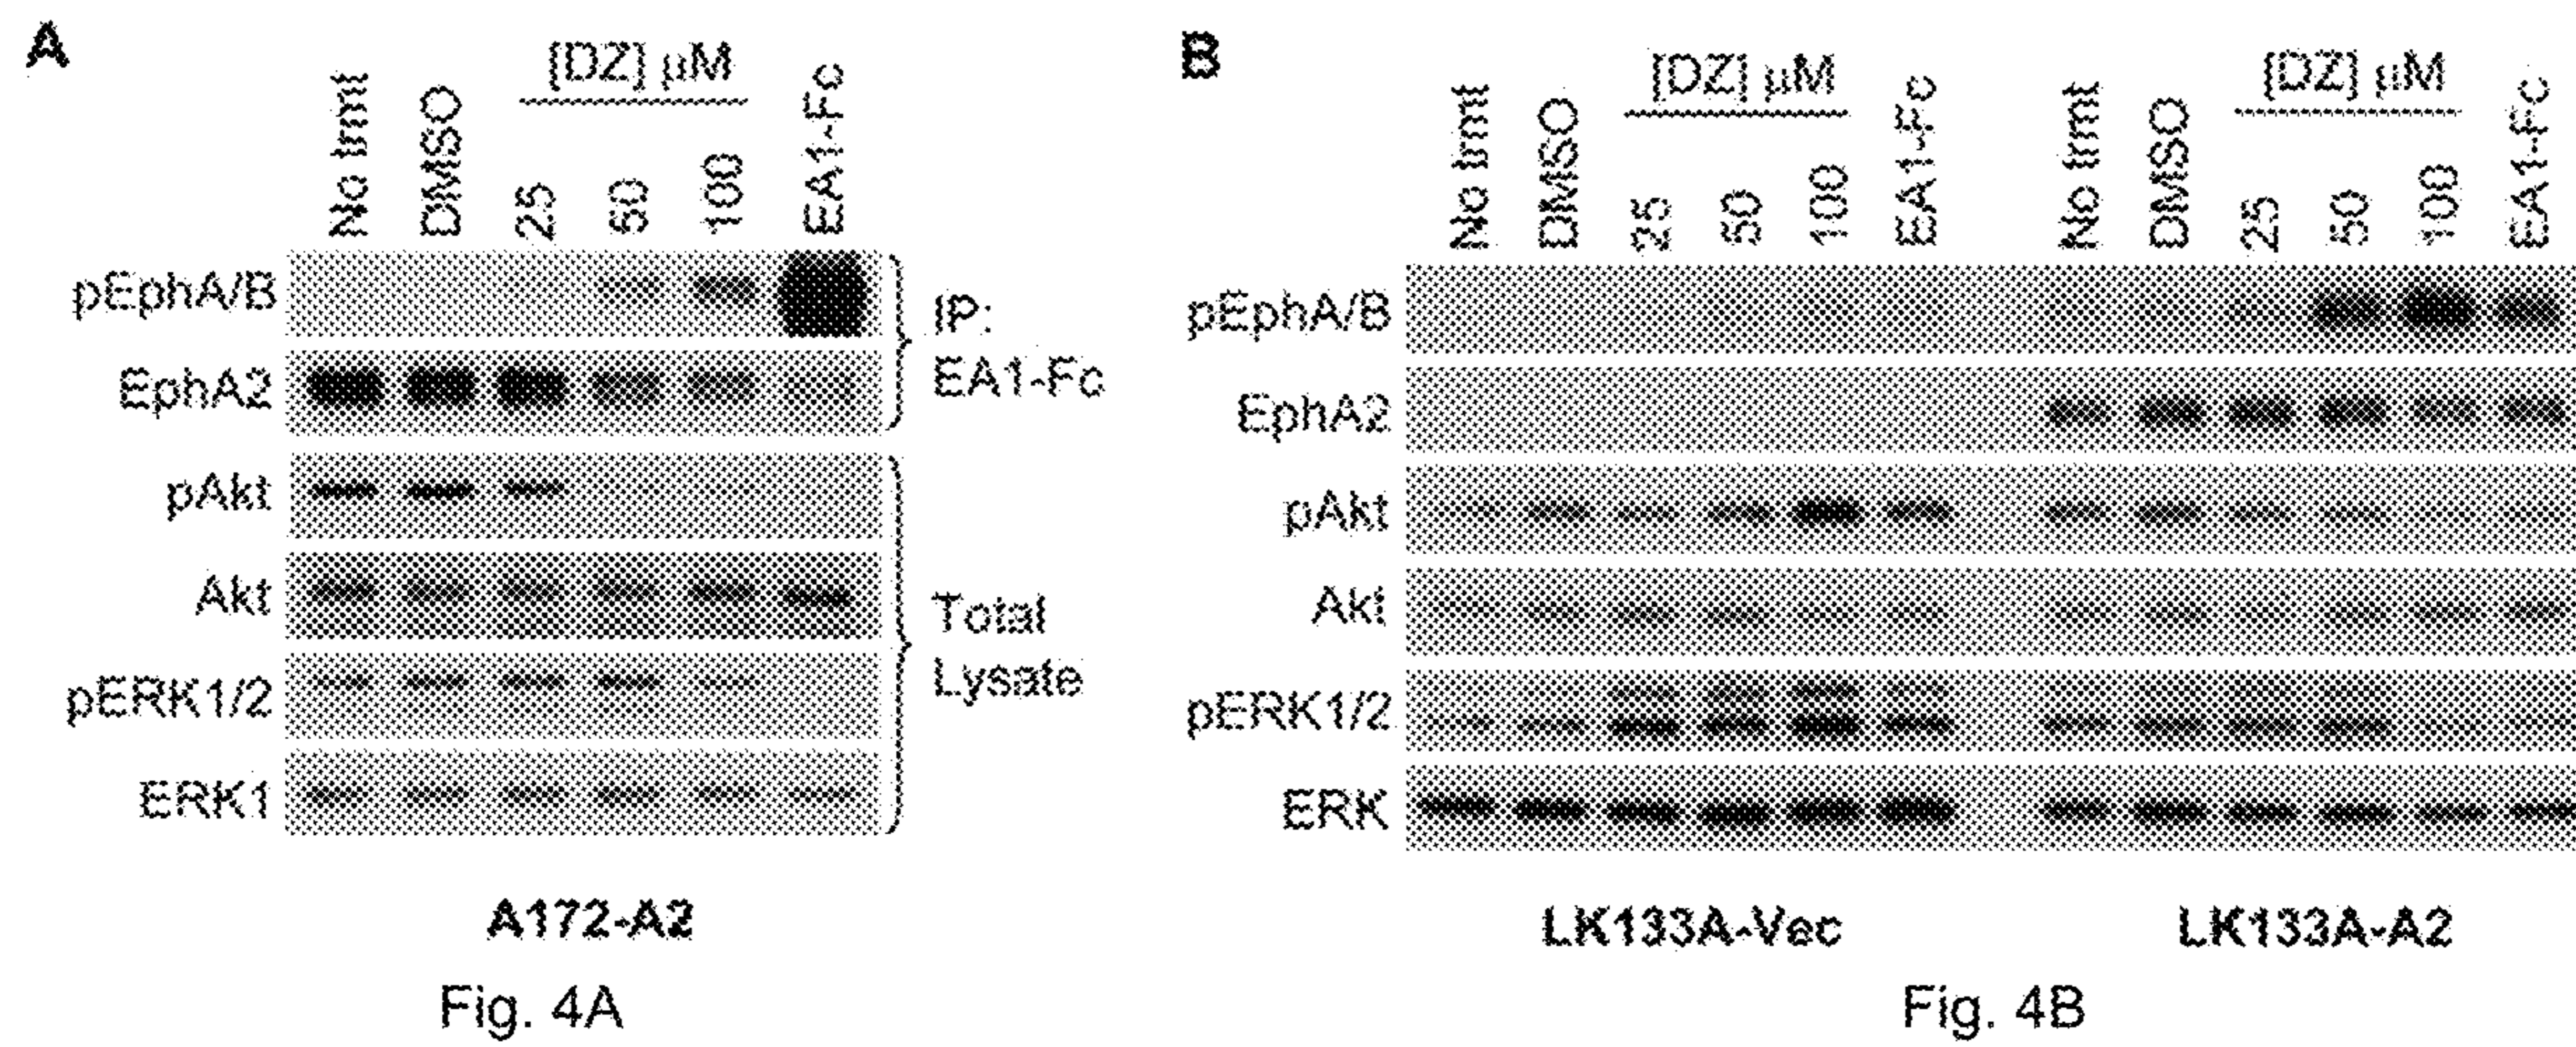 A
[DZ] µM
No trmt
DMSO
25
50
100
EA1-Fc
pEphA/B
EphA2
IP:
EA1-Fc
pAkt
Akt
pERK1/2
ERK1
Total
Lysate
A172-A2
Fig. 4A
B
[DZ] µM
[DZ] µM
No trmt
DMSO
25
50
100
EA1-Fc
No trmt
DMSO
25
50
100
EA1-Fc
pEphA/B
EphA2
pAkt
Akt
pERK1/2
ERK
LK133A-Vec
LK133A-A2
Fig. 4B